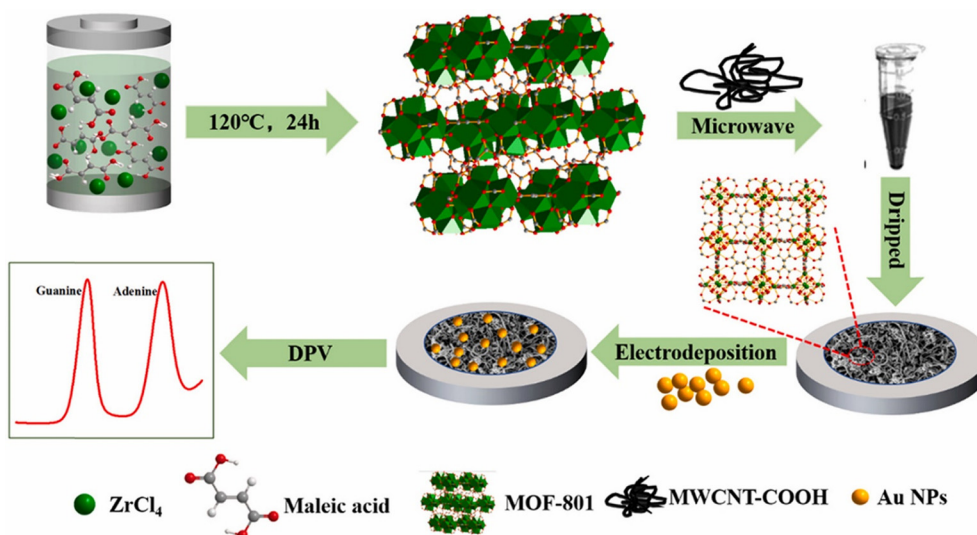 120℃, 24h
Microwave
Dripped
Electrodeposition
DPV
Guanine
Adenine
ZrCl₄
Maleic acid
MOF-801
MWCNT-COOH
Au NPs